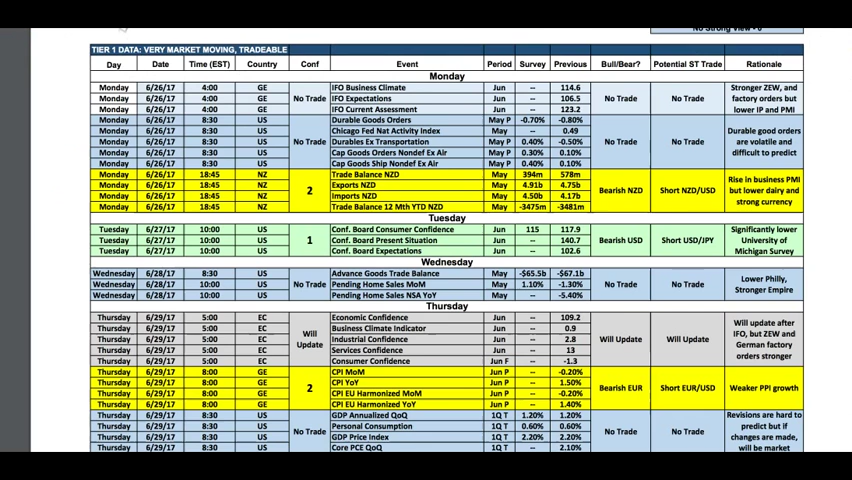 No Strong View - 0
TIER 1 DATA: VERY MARKET MOVING, TRADEABLE
Day Date Time (EST) Country Conf Event Period Survey Previous Bull/Bear? Potential ST Trade Rationale
Monday
Monday 6/26/17 4:00 GE No Trade IFO Business Climate Jun -- 114.6 No Trade No Trade Stronger ZEW, and
Monday 6/26/17 4:00 GE IFO Expectations Jun -- 106.5 factory orders but
Monday 6/26/17 4:00 GE IFO Current Assessment Jun -- 123.2 lower IP and PMI
Monday 6/26/17 8:30 US No Trade Durable Goods Orders May P -0.70% -0.80% No Trade No Trade Durable good orders
Monday 6/26/17 8:30 US Chicago Fed Nat Activity Index May -- 0.49 are volatile and
Monday 6/26/17 8:30 US Durables Ex Transportation May P 0.40% -0.50% difficult to predict
Monday 6/26/17 8:30 US Cap Goods Orders Nondef Ex Air May P 0.30% 0.10%
Monday 6/26/17 8:30 US Cap Goods Ship Nondef Ex Air May P 0.40% 0.10%
Monday 6/26/17 18:45 NZ 2 Trade Balance NZD May 394m 578m Bearish NZD Short NZD/USD Rise in business PMI
Monday 6/26/17 18:45 NZ Exports NZD May 4.91b 4.75b but lower dairy and
Monday 6/26/17 18:45 NZ Imports NZD May 4.50b 4.17b strong currency
Monday 6/26/17 18:45 NZ Trade Balance 12 Mth YTD NZD May -3475m -3481m
Tuesday
Tuesday 6/27/17 10:00 US 1 Conf. Board Consumer Confidence Jun 115 117.9 Bearish USD Short USD/JPY Significantly lower
Tuesday 6/27/17 10:00 US Conf. Board Present Situation Jun -- 140.7 University of
Tuesday 6/27/17 10:00 US Conf. Board Expectations Jun -- 102.6 Michigan Survey
Wednesday
Wednesday 6/28/17 8:30 US No Trade Advance Goods Trade Balance May -$65.5b -$67.1b No Trade No Trade Lower Philly,
Wednesday 6/28/17 10:00 US Pending Home Sales MoM May 1.10% -1.30% Stronger Empire
Wednesday 6/28/17 10:00 US Pending Home Sales NSA YoY May -- -5.40%
Thursday
Thursday 6/29/17 5:00 EC Will Update Economic Confidence Jun -- 109.2 Will Update Will Update Will update after
Thursday 6/29/17 5:00 EC Business Climate Indicator Jun -- 0.9 IFO, but ZEW and
Thursday 6/29/17 5:00 EC Industrial Confidence Jun -- 2.8 German factory
Thursday 6/29/17 5:00 EC Services Confidence Jun -- 13 orders stronger
Thursday 6/29/17 5:00 EC Consumer Confidence Jun F -- -1.3
Thursday 6/29/17 8:00 GE 2 CPI MoM Jun P -- -0.20% Bearish EUR Short EUR/USD Weaker PPI growth
Thursday 6/29/17 8:00 GE CPI YoY Jun P -- 1.50%
Thursday 6/29/17 8:00 GE CPI EU Harmonized MoM Jun P -- -0.20%
Thursday 6/29/17 8:00 GE CPI EU Harmonized YoY Jun P -- 1.40%
Thursday 6/29/17 8:30 US No Trade GDP Annualized QoQ 1Q T 1.20% 1.20% No Trade No Trade Revisions are hard to
Thursday 6/29/17 8:30 US Personal Consumption 1Q T 0.60% 0.60% predict but if
Thursday 6/29/17 8:30 US GDP Price Index 1Q T 2.20% 2.20% changes are made,
Thursday 6/29/17 8:30 US Core PCE QoQ 1Q T -- 2.10% will be market